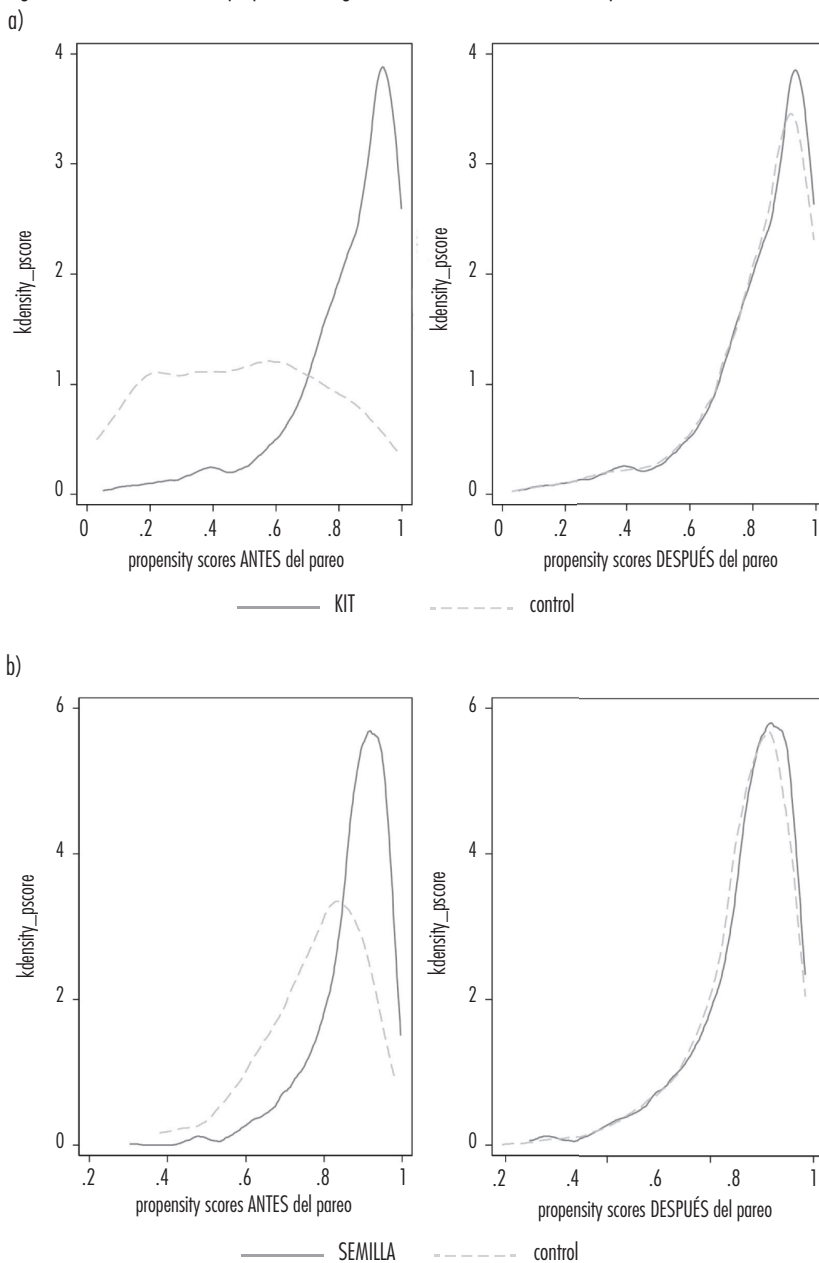 a)
4
3
2
1
0
kdensity_pscore
0 .2 .4 .6 .8 1
propensity scores ANTES del pareo
4
3
2
1
0
kdensity_pscore
0 .2 .4 .6 .8 1
propensity scores DESPUÉS del pareo
KIT control
b)
6
4
2
0
kdensity_pscore
.2 .4 .6 .8 1
propensity scores ANTES del pareo
6
4
2
0
kdensity_pscore
.2 .4 .6 .8 1
propensity scores DESPUÉS del pareo
SEMILLA control